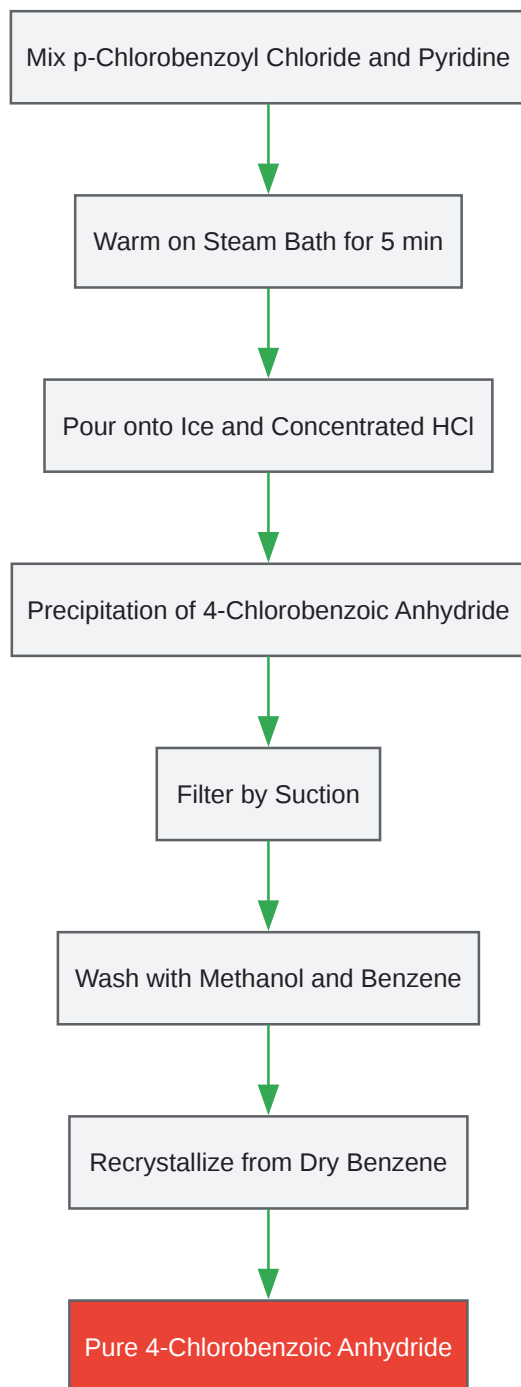 Mix p-Chlorobenzoyl Chloride and Pyridine
Warm on Steam Bath for 5 min
Pour onto Ice and Concentrated HCl
Precipitation of 4-Chlorobenzoic Anhydride
Filter by Suction
Wash with Methanol and Benzene
Recrystallize from Dry Benzene
Pure 4-Chlorobenzoic Anhydride